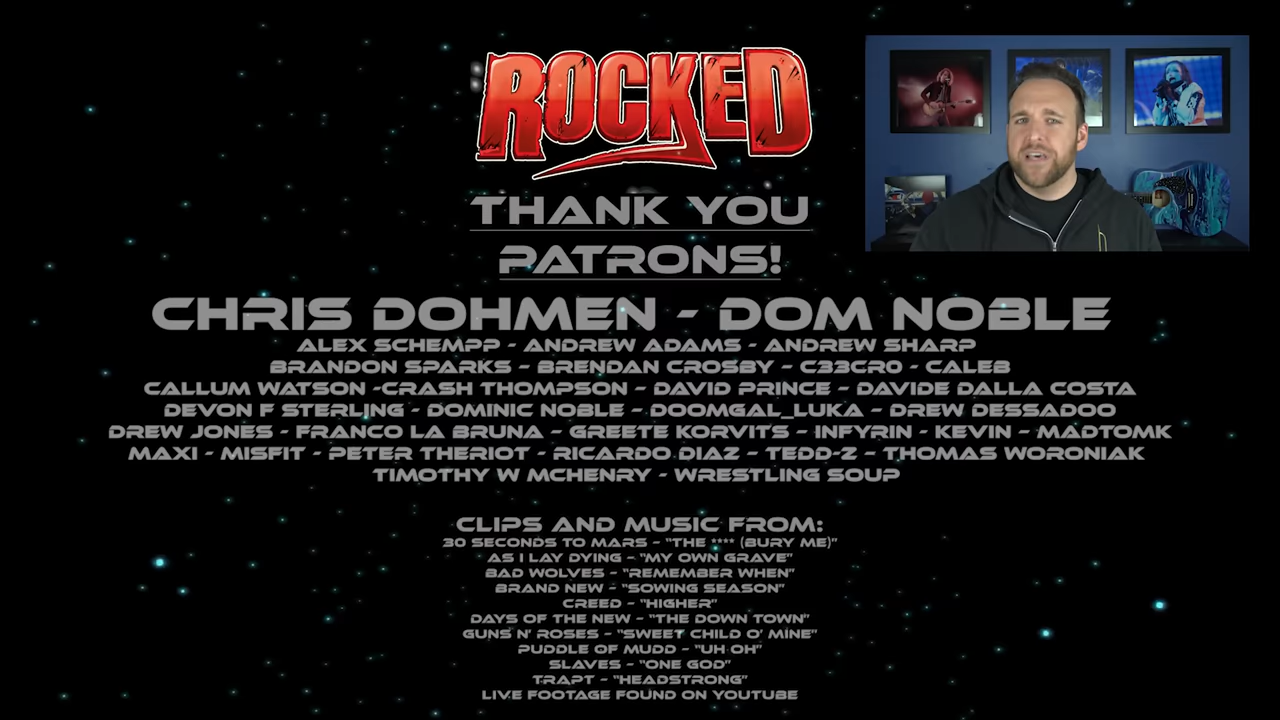 ROCKED
THANK YOU
PATRONS!
CHRIS DOHMEN - DOM NOBLE
ALEX SCHEMPP - ANDREW ADAMS - ANDREW SHARP
BRANDON SPARKS - BRENDAN CROSBY - C33CR0 - CALEB
CALLUM WATSON -CRASH THOMPSON - DAVID PRINCE - DAVIDE DALLA COSTA
DEVON F STERLING - DOMINIC NOBLE - DOOMGAL_LUKA - DREW DESSADOO
DREW JONES - FRANCO LA BRUNA - GREETE KORVITS - INFYRIN - KEVIN - MADTOMK
MAXI - MISFIT - PETER THERIOT - RICARDO DIAZ - TEDD-Z - THOMAS WORONIAK
TIMOTHY W MCHENRY - WRESTLING SOUP
CLIPS AND MUSIC FROM:
30 SECONDS TO MARS - "THE **** (BURY ME)"
AS I LAY DYING - "MY OWN GRAVE"
BAD WOLVES - "REMEMBER WHEN"
BRAND NEW - "SOWING SEASON"
CREED - "HIGHER"
DAYS OF THE NEW - "THE DOWN TOWN"
GUNS N' ROSES - "SWEET CHILD O' MINE"
PUDDLE OF MUDD - "UH OH"
SLAVES - "ONE GOD"
TRAPT - "HEADSTRONG"
LIVE FOOTAGE FOUND ON YOUTUBE